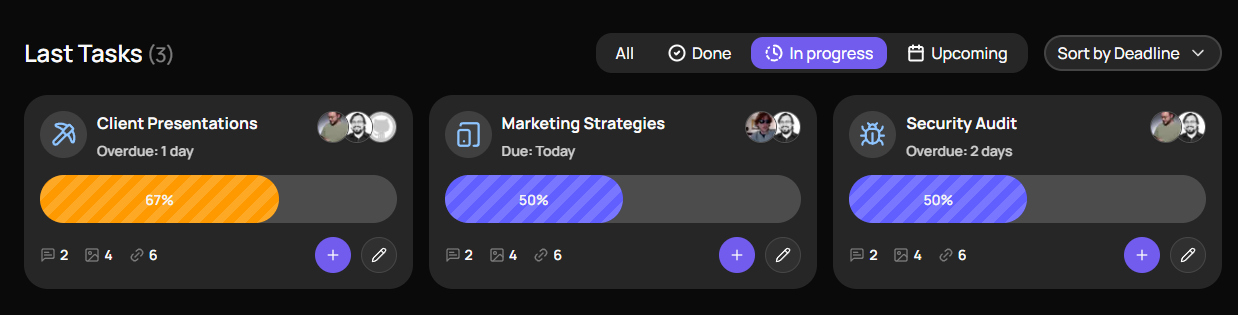 Last Tasks (3)
All
Done
In progress
Upcoming
Sort by Deadline
Client Presentations
Overdue: 1 day
67%
2
4
6
Marketing Strategies
Due: Today
50%
2
4
6
Security Audit
Overdue: 2 days
50%
2
4
6